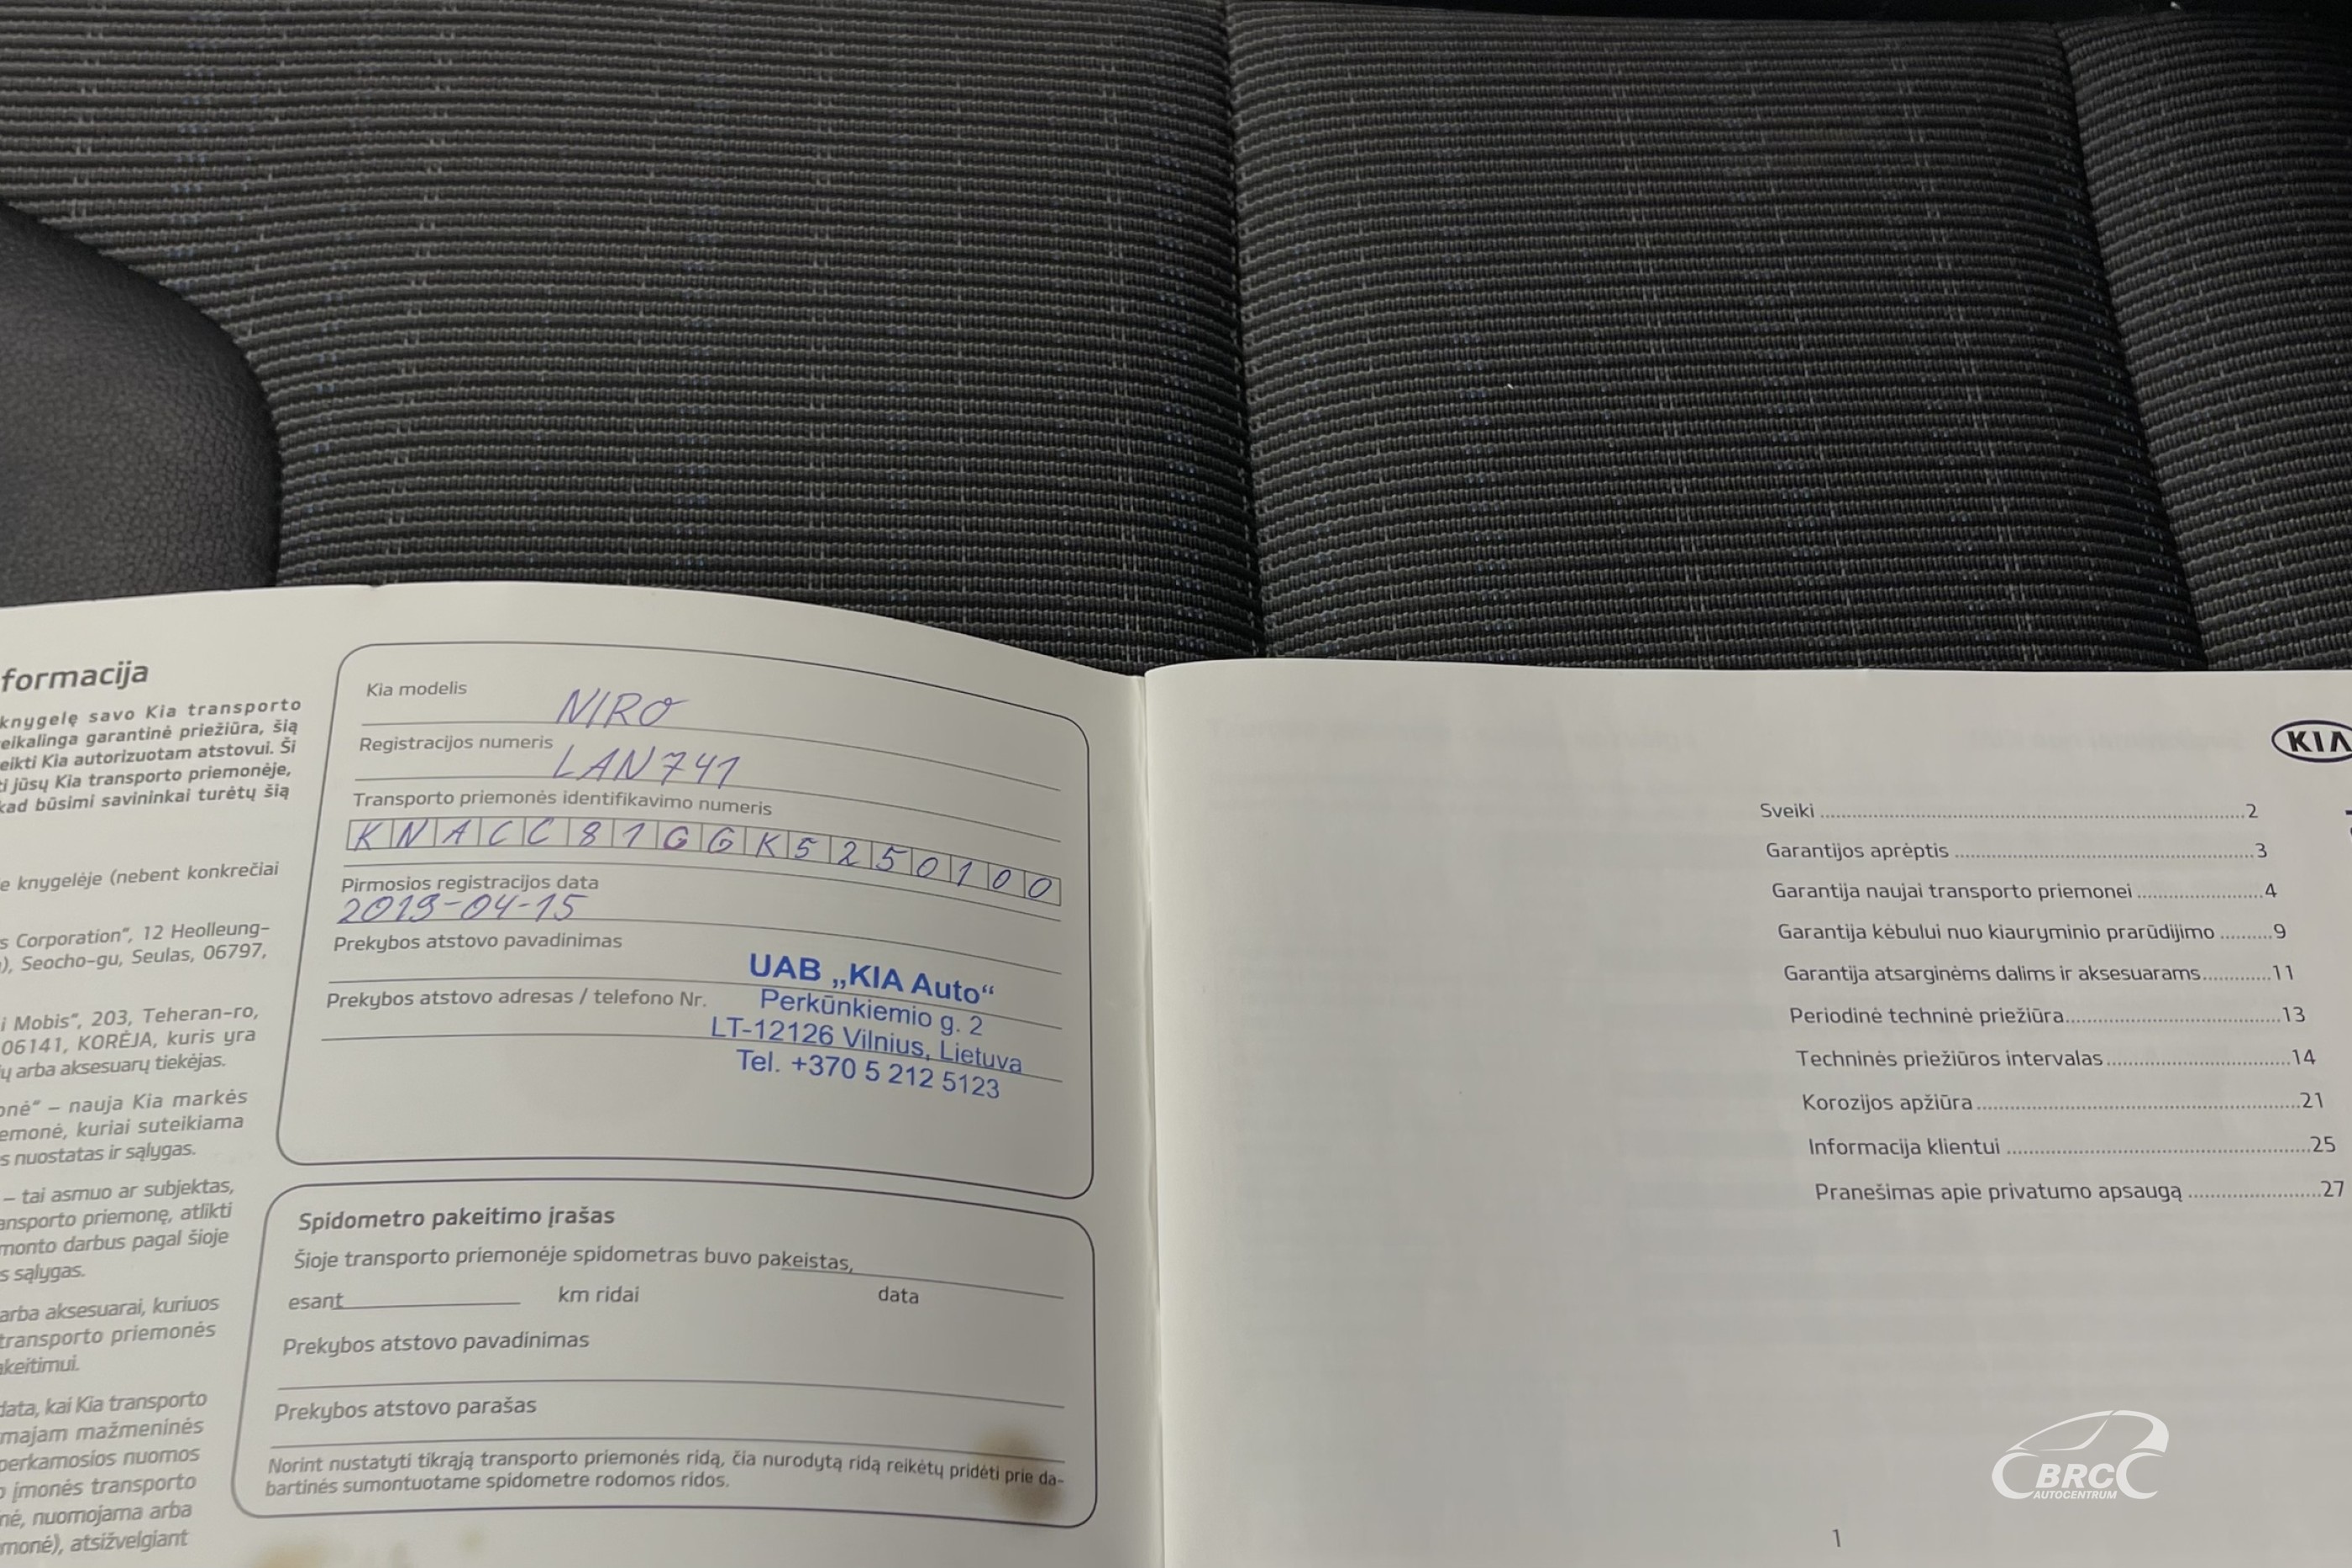 formacija
knygelę savo Kia transporto
eikalinga garantinė priežiūra, šią
eikti Kia autorizuotam atstovui. Ši
ti jūsų Kia transporto priemonėje,
kad būsimi savininkai turėtų šią
e knygelėje (nebent konkrečiai
s Corporation“, 12 Heolleung-
), Seocho-gu, Seulas, 06797,
i Mobis“, 203, Teheran-ro,
06141, KORĖJA, kuris yra
ų arba aksesuarų tiekėjas.
onė“ – nauja Kia markės
emonė, kuriai suteikiama
s nuostatas ir sąlygas.
– tai asmuo ar subjektas,
ansporto priemonę, atlikti
monto darbus pagal šioje
s sąlygas.
arba aksesuarai, kuriuos
transporto priemonės
akeitimui.
data, kai Kia transporto
majam mažmeninės
perkamosios nuomos
o įmonės transporto
nė, nuomojama arba
moné), atsižvelgiant
Kia modelis NIRO
Registracijos numeris LAN741
Transporto priemonės identifikavimo numeris
KNACC81GGK5250100
Pirmosios registracijos data
2019-04-15
Prekybos atstovo pavadinimas
UAB „KIA Auto“
Prekybos atstovo adresas / telefono Nr.
Perkūnkiemio g. 2
LT-12126 Vilnius, Lietuva
Tel. +370 5 212 5123
Spidometro pakeitimo įrašas
Šioje transporto priemonėje spidometras buvo pakeistas,
esant km ridai data
Prekybos atstovo pavadinimas
Prekybos atstovo parašas
Norint nustatyti tikrąją transporto priemonės ridą, čia nurodytą ridą reikėtų pridėti prie da-
bartinės sumontuotame spidometre rodomos ridos.
KIA
Sveiki 2
Garantijos aprėptis 3
Garantija naujai transporto priemonei 4
Garantija kėbului nuo kiauryminio prarūdijimo 9
Garantija atsarginėms dalims ir aksesuarams 11
Periodinė techninė priežiūra 13
Techninės priežiūros intervalas 14
Korozijos apžiūra 21
Informacija klientui 25
Pranešimas apie privatumo apsaugą 27
1
BRC
AUTOCENTRUM